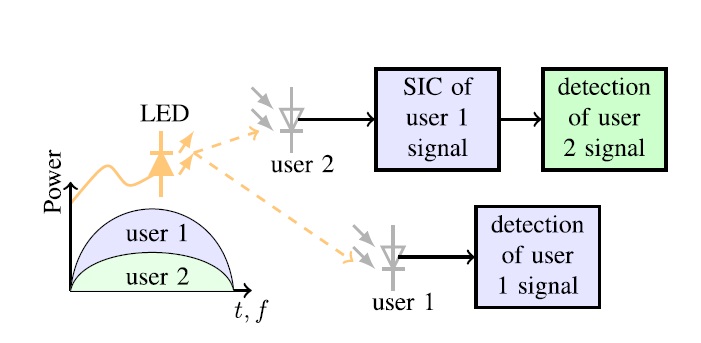 LED
Power
user 1
user 2
t, f
user 2
SIC of
user 1
signal
detection
of user
2 signal
user 1
detection
of user
1 signal